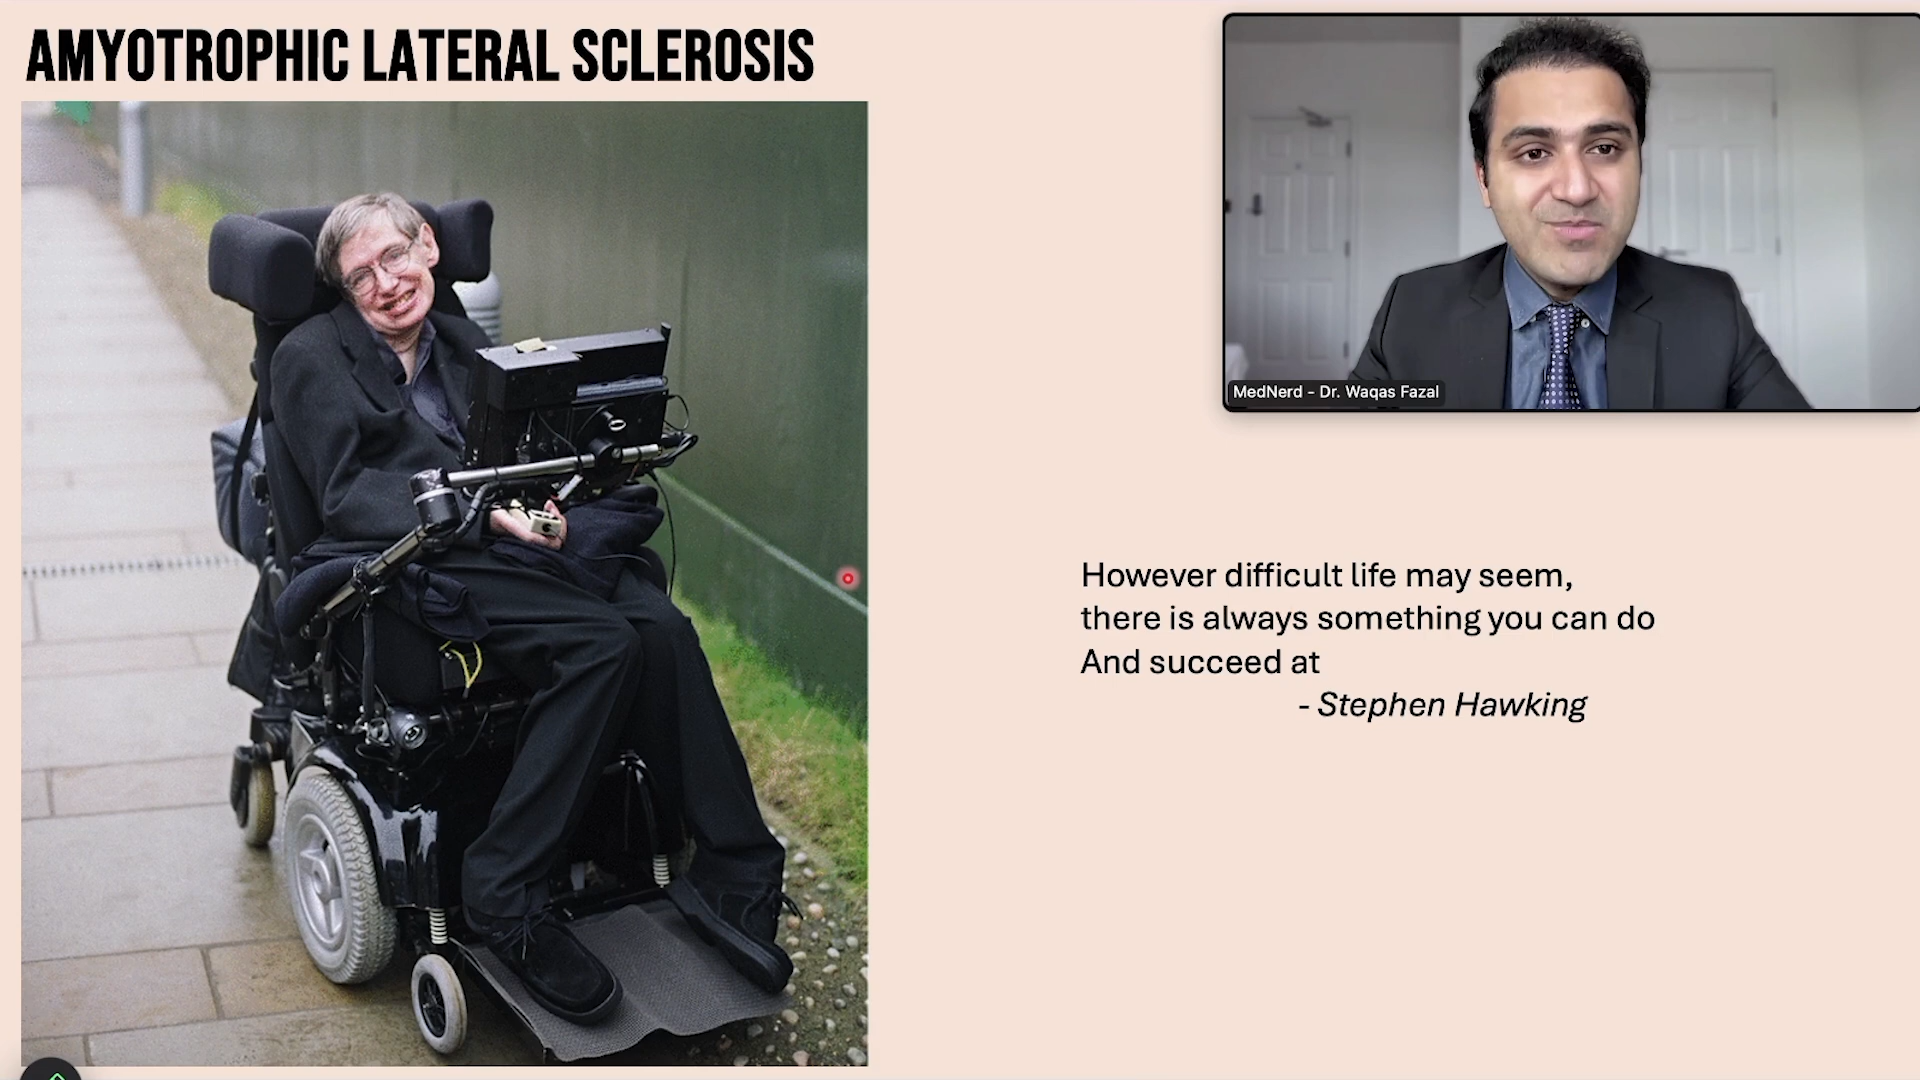 AMYOTROPHIC LATERAL SCLEROSIS
MedNerd - Dr. Waqas Fazal
However difficult life may seem,
there is always something you can do
And succeed at
- Stephen Hawking